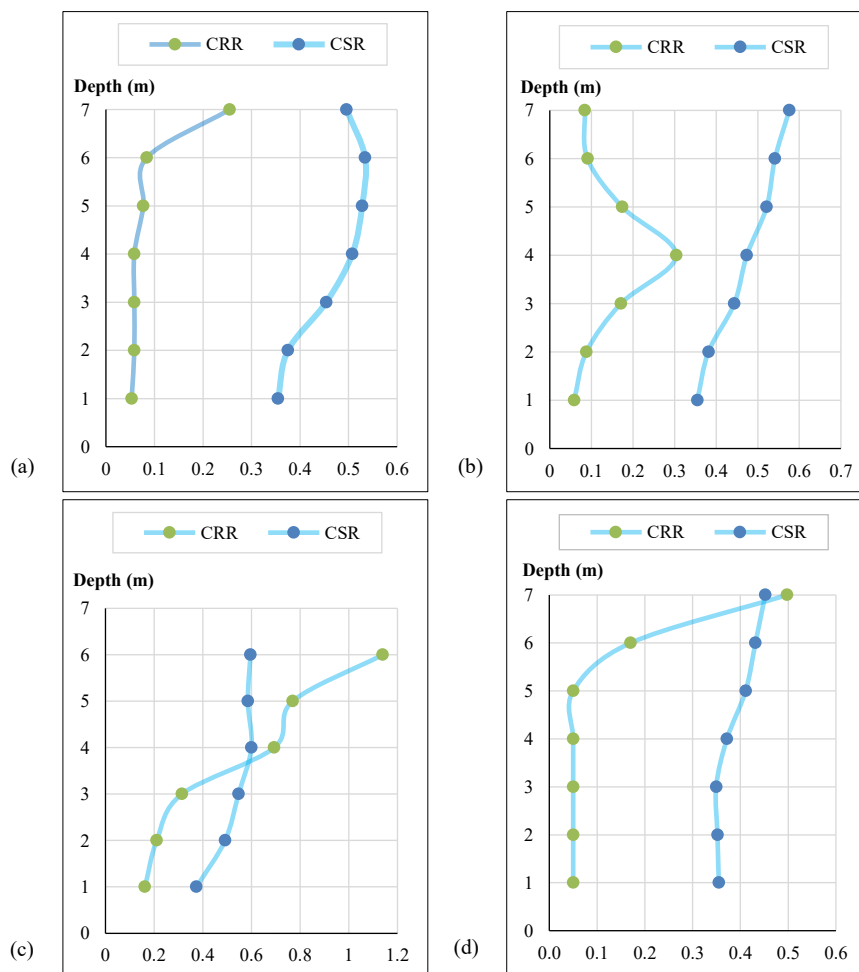 CRR CSR
Depth (m)
7
6
5
4
3
2
1
0
0 0.1 0.2 0.3 0.4 0.5 0.6
(a)
CRR CSR
Depth (m)
7
6
5
4
3
2
1
0
0 0.1 0.2 0.3 0.4 0.5 0.6 0.7
(b)
CRR CSR
Depth (m)
7
6
5
4
3
2
1
0
0 0.2 0.4 0.6 0.8 1 1.2
(c)
CRR CSR
Depth (m)
7
6
5
4
3
2
1
0
0.0 0.1 0.2 0.3 0.4 0.5 0.6
(d)